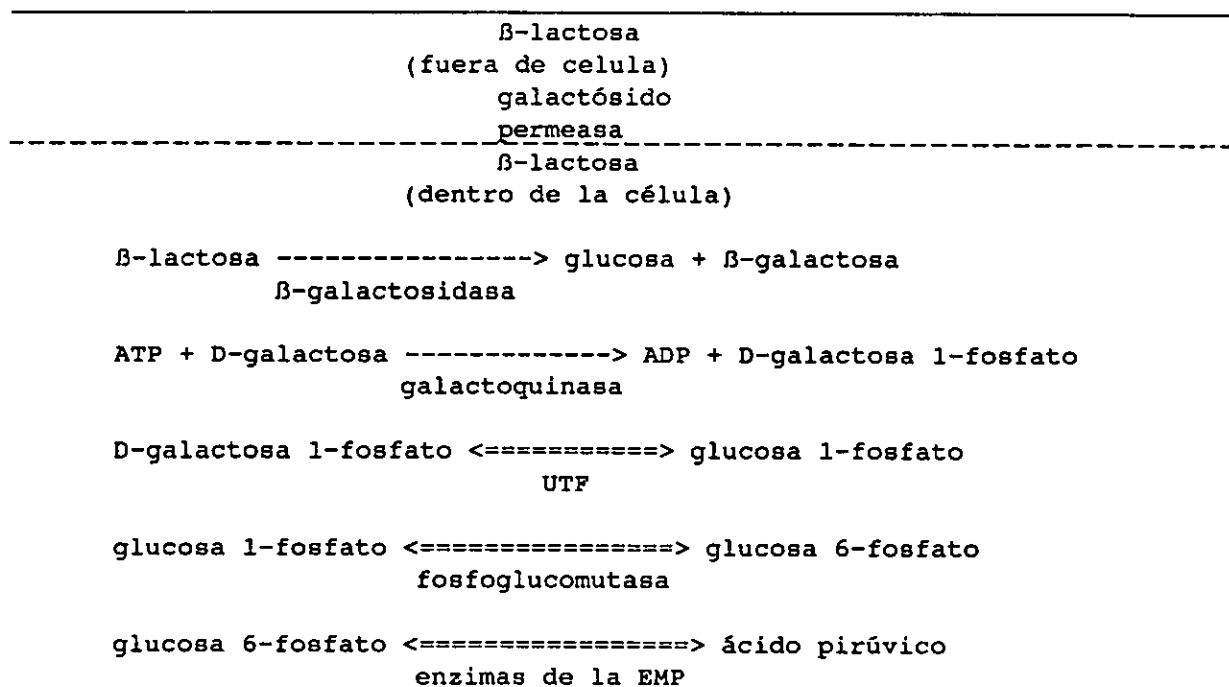 ß-lactosa
(fuera de celula)
galactósido
permeasa
ß-lactosa
(dentro de la célula)
ß-lactosa ----------------> glucosa + ß-galactosa
ß-galactosidasa
ATP + D-galactosa -------------> ADP + D-galactosa 1-fosfato
galactoquinasa
D-galactosa 1-fosfato <===========> glucosa 1-fosfato
UTF
glucosa 1-fosfato <================> glucosa 6-fosfato
fosfoglucomutasa
glucosa 6-fosfato <=================> ácido pirúvico
enzimas de la EMP